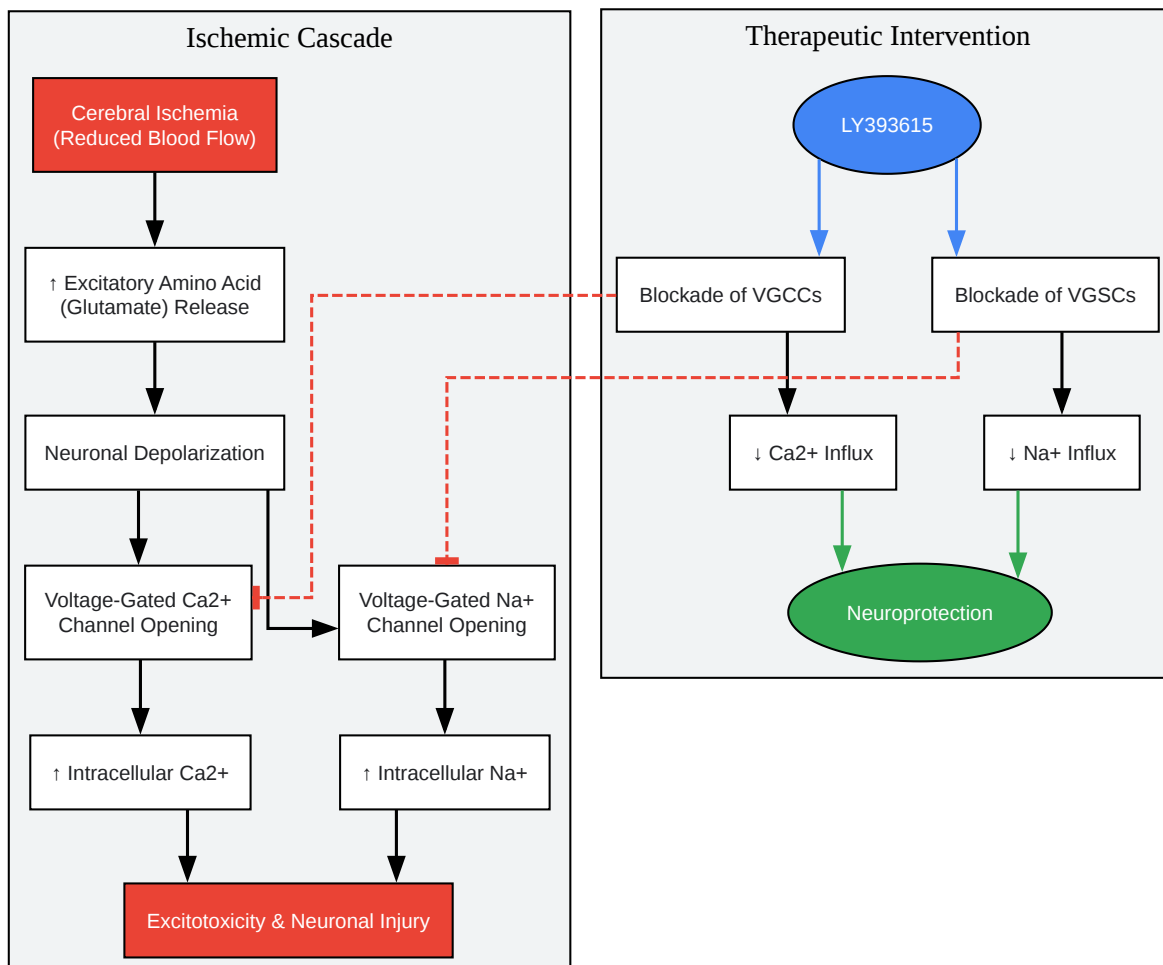 Ischemic Cascade
Cerebral Ischemia
(Reduced Blood Flow)
↑ Excitatory Amino Acid
(Glutamate) Release
Neuronal Depolarization
Voltage-Gated Ca2+
Channel Opening
Voltage-Gated Na+
Channel Opening
↑ Intracellular Ca2+
↑ Intracellular Na+
Excitotoxicity & Neuronal Injury
Therapeutic Intervention
LY393615
Blockade of VGCCs
Blockade of VGSCs
↓ Ca2+ Influx
↓ Na+ Influx
Neuroprotection